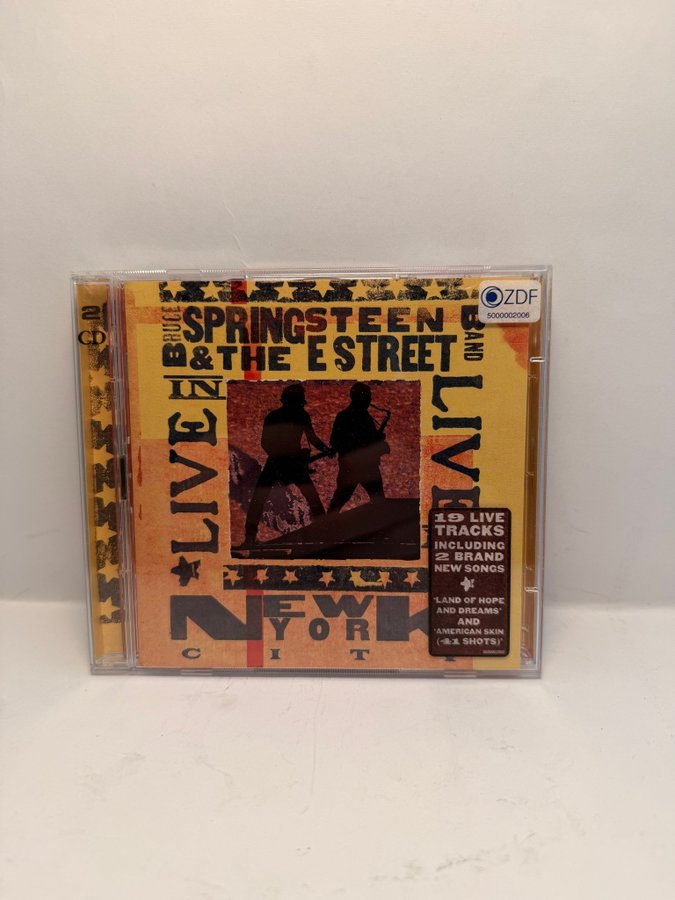 2
CD
ZDF
5000002006
BRUCE
SPRINGSTEEN
& THE E STREET
BAND
LIVE
IN
LIVE
NEW
YORK
CITY
19 LIVE
TRACKS
INCLUDING
2 BRAND
NEW SONGS
'LAND OF HOPE
AND DREAMS'
AND
'AMERICAN SKIN
(41 SHOTS)'